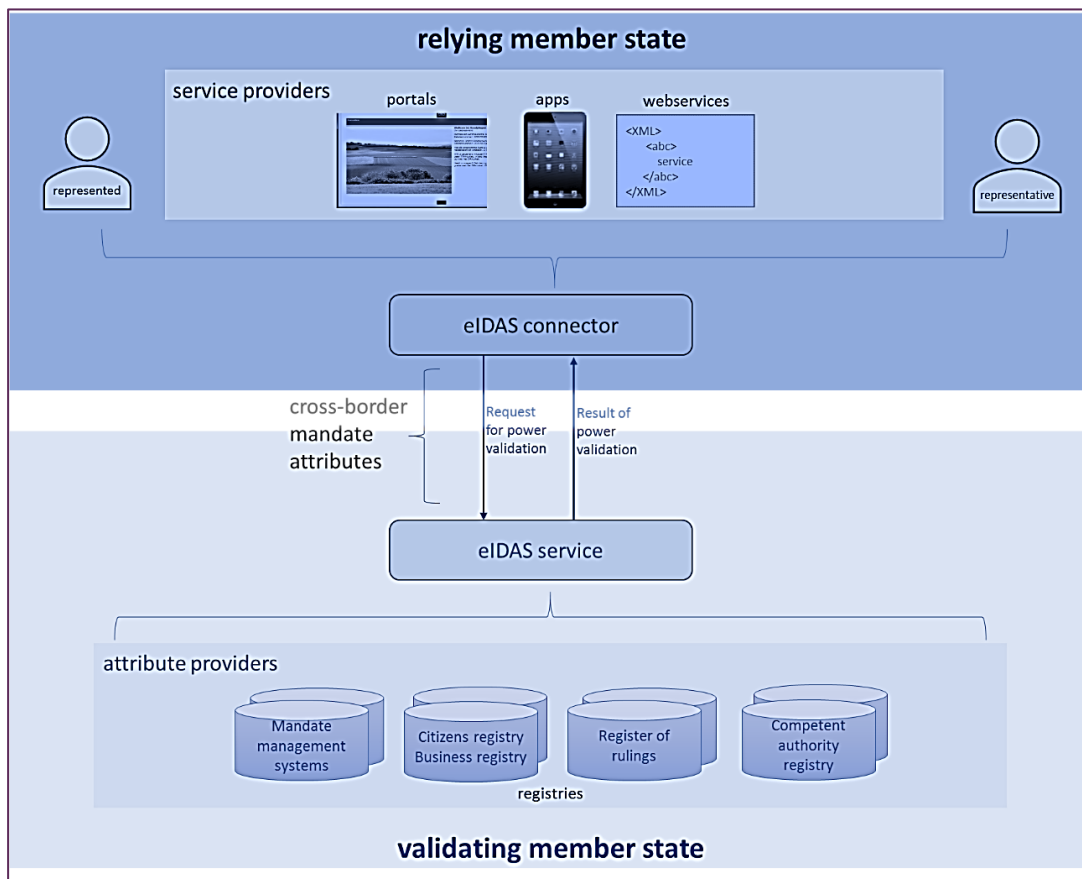 relying member state
service providers
portals
apps
webservices
<XML>
<abc>
service
</abc>
</XML>
represented
representative
eIDAS connector
cross-border
mandate
attributes
Request
for power
validation
Result of
power
validation
eIDAS service
attribute providers
Mandate
management
systems
Citizens registry
Business registry
Register of
rulings
Competent
authority
registry
registries
validating member state